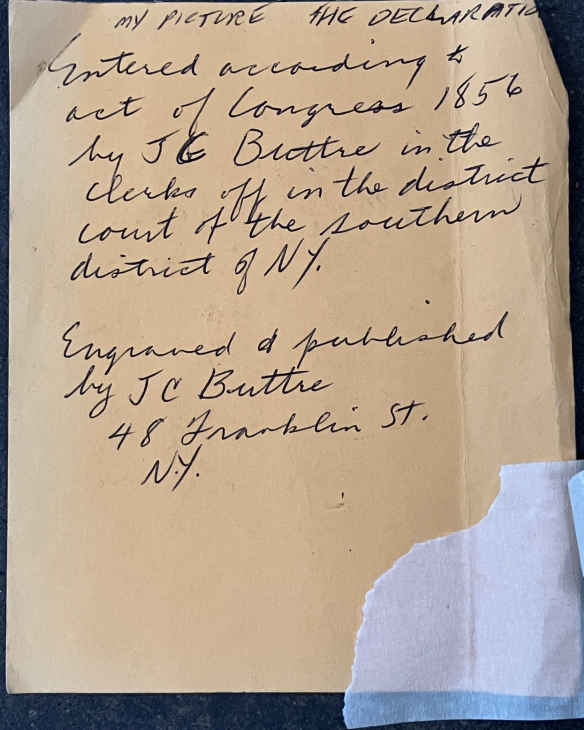 MY PICTURE THE DECLARATIO
Entered according to
act of Congress 1856
by J C Buttre in the
clerks off in the district
court of the southern
district of NY.
Engraved & published
by J C Buttre
48 Franklin St.
N.Y.